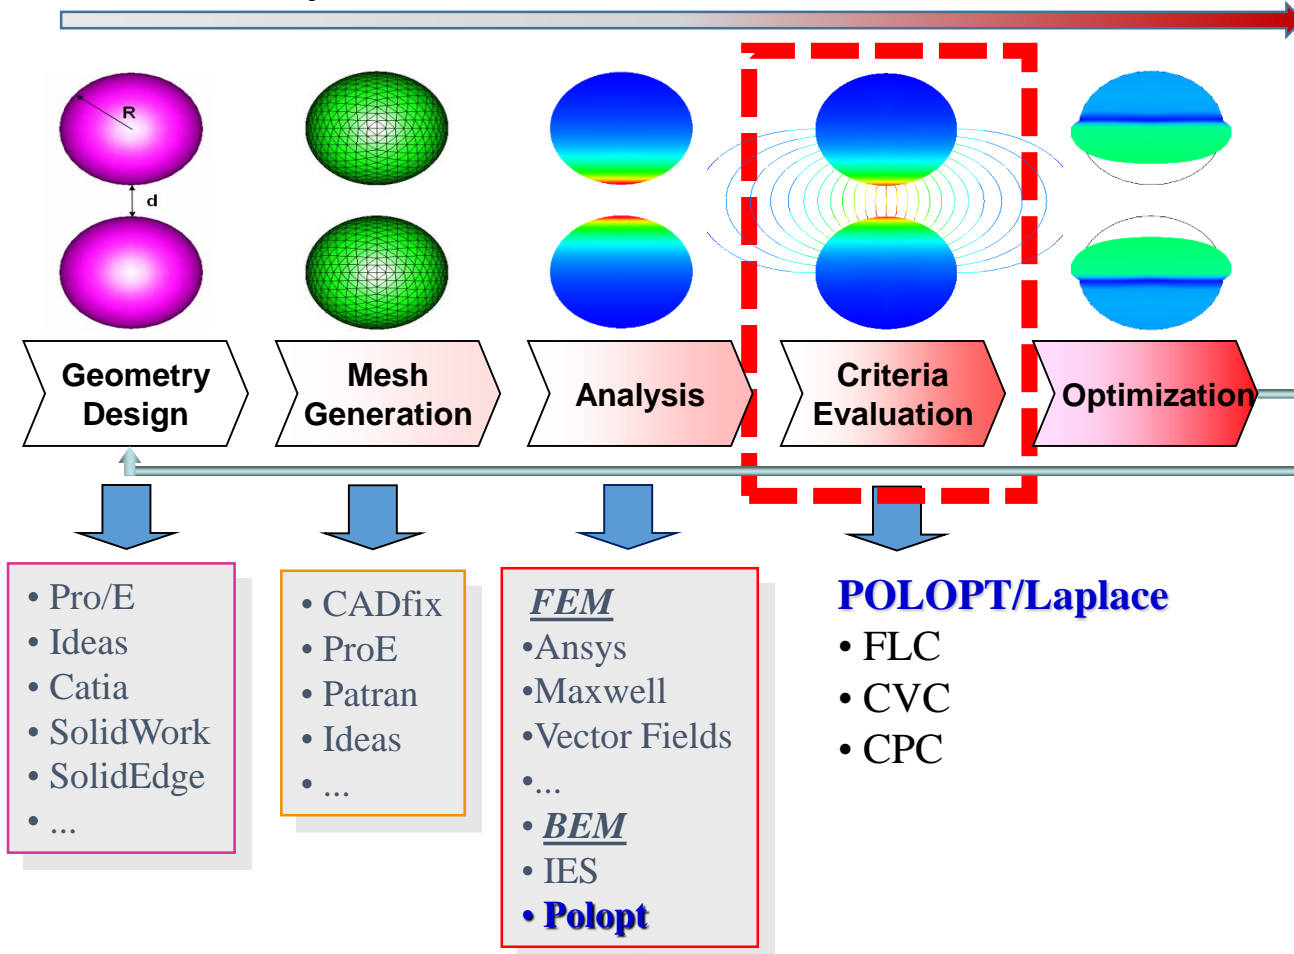 R
d
Geometry
Design
Mesh
Generation
Analysis
Criteria
Evaluation
Optimization
• Pro/E
• Ideas
• Catia
• SolidWork
• SolidEdge
• ...
• CADfix
• ProE
• Patran
• Ideas
• ...
FEM
•Ansys
•Maxwell
•Vector Fields
•...
• BEM
• IES
• Polopt
POLOPT/Laplace
• FLC
• CVC
• CPC